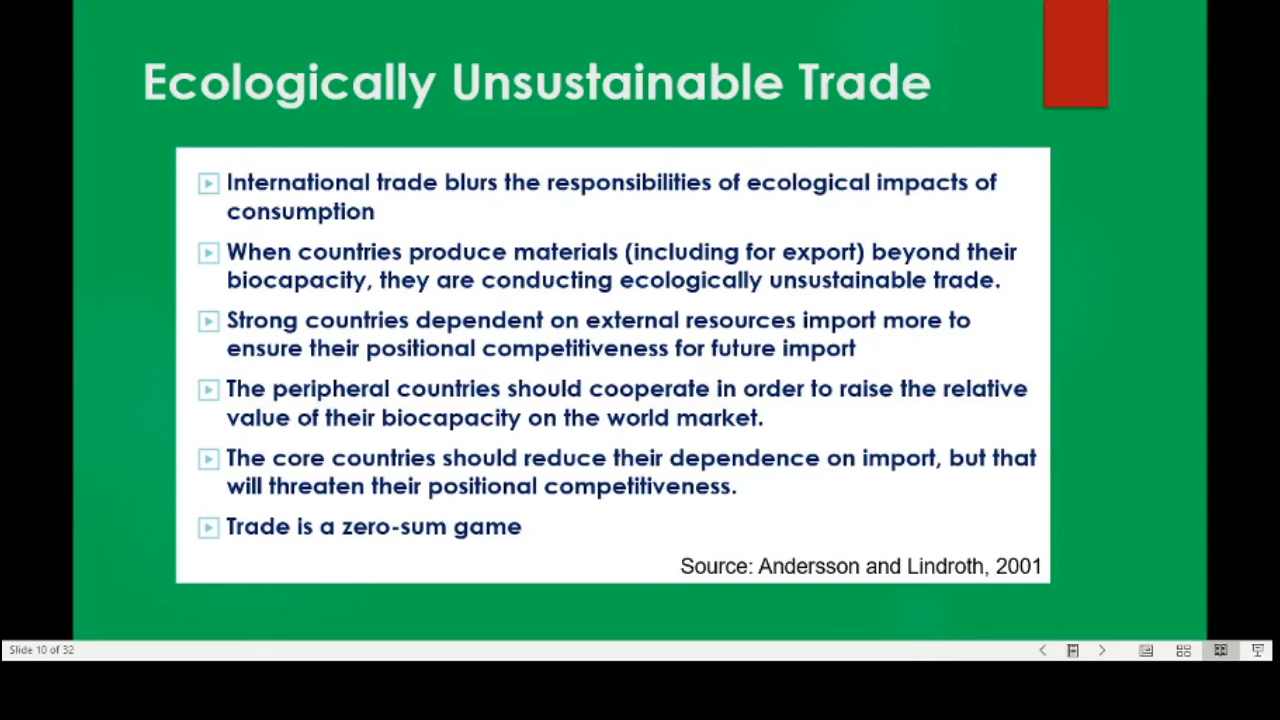 Ecologically Unsustainable Trade
International trade blurs the responsibilities of ecological impacts of
consumption
When countries produce materials (including for export) beyond their
biocapacity, they are conducting ecologically unsustainable trade.
Strong countries dependent on external resources import more to
ensure their positional competitiveness for future import
The peripheral countries should cooperate in order to raise the relative
value of their biocapacity on the world market.
The core countries should reduce their dependence on import, but that
will threaten their positional competitiveness.
Trade is a zero-sum game
Source: Andersson and Lindroth, 2001
Slide 10 of 32